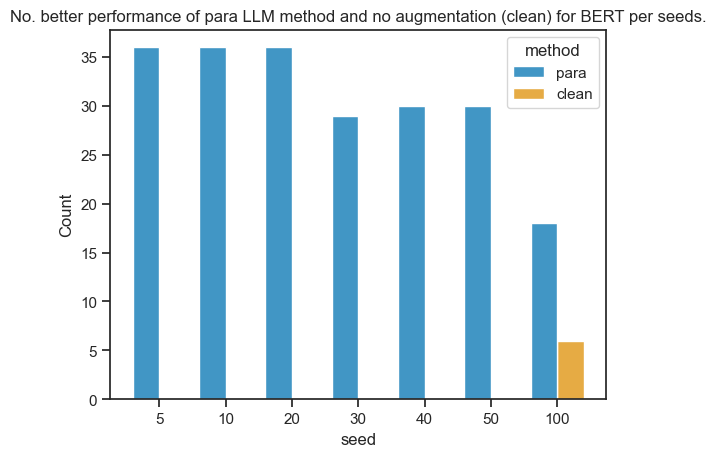 No. better performance of para LLM method and no augmentation (clean) for BERT per seeds.
method
para
clean
Count
35
30
25
20
15
10
5
0
5 10 20 30 40 50 100
seed